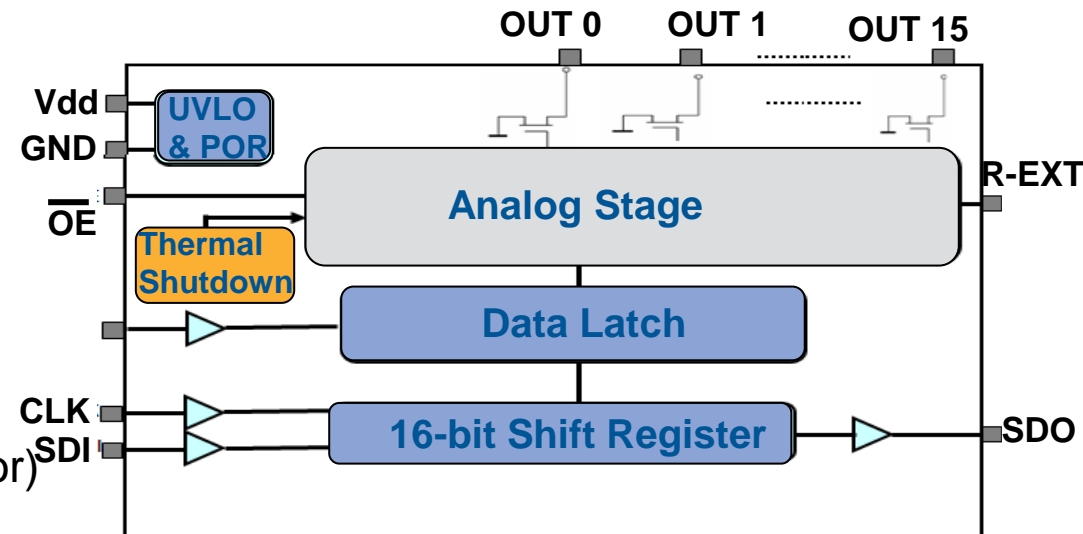 OUT 0 OUT 1 OUT 15
Vdd
UVLO
& POR
GND
R-EXT
OE
Analog Stage
Thermal
Shutdown
Data Latch
CLK
16-bit Shift Register
SDO
SDI
or)